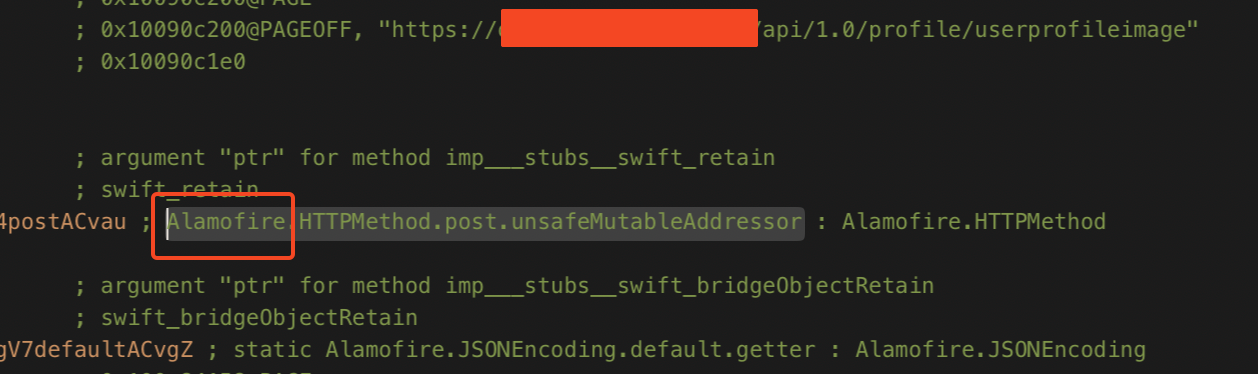 ; 0x10090c200@PAGE
; 0x10090c200@PAGEOFF, "https:// /api/1.0/profile/userprofileimage"
; 0x10090c1e0
; argument "ptr" for method imp___stubs__swift_retain
; swift_retain
4postACvau ; Alamofire.HTTPMethod.post.unsafeMutableAddressor : Alamofire.HTTPMethod
; argument "ptr" for method imp___stubs__swift_bridgeObjectRetain
; swift_bridgeObjectRetain
gV7defaultACvgZ ; static Alamofire.JSONEncoding.default.getter : Alamofire.JSONEncoding